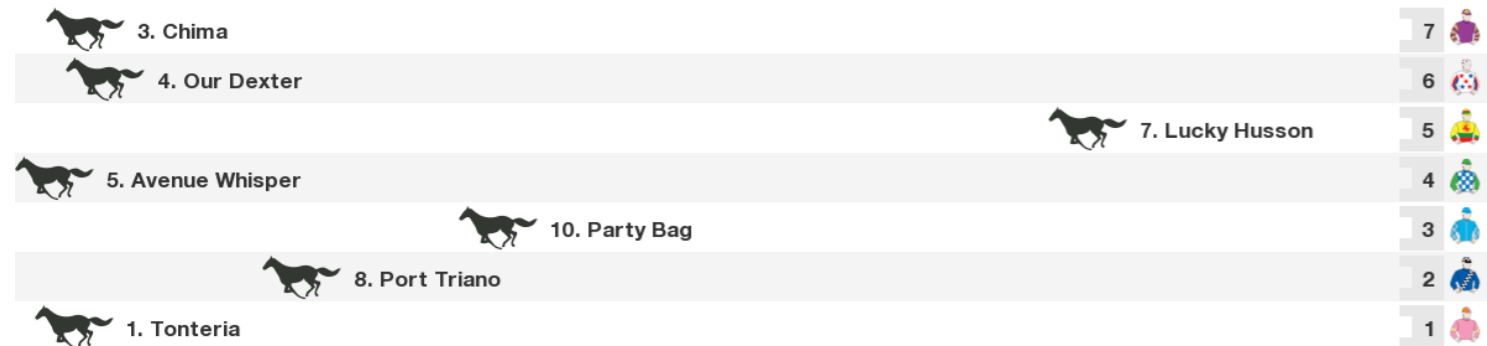 3. Chima 7
4. Our Dexter 6
7. Lucky Husson 5
5. Avenue Whisper 4
10. Party Bag 3
8. Port Triano 2
1. Tonteria 1